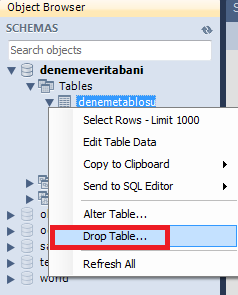 Object Browser
SCHEMAS
Search objects
denemeveritabani
Tables
denemetablosu
Select Rows - Limit 1000
Edit Table Data
Copy to Clipboard
Send to SQL Editor
Alter Table...
Drop Table...
Refresh All
world